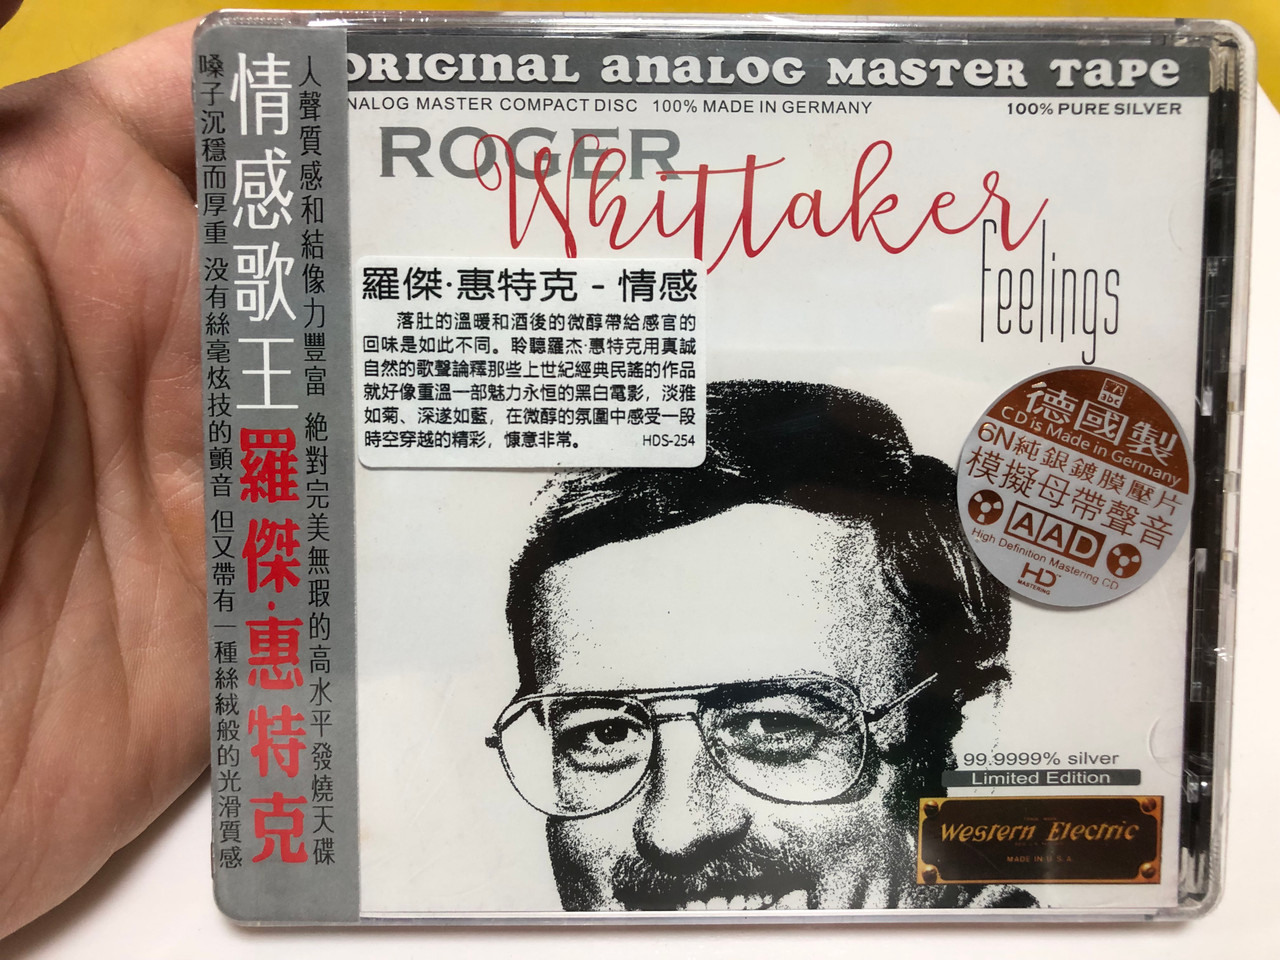 ORIGINAL ANALOG MASTER TAPE
NALOG MASTER COMPACT DISC 100% MADE IN GERMANY 100% PURE SILVER
ROGER
Whittaker
feelings
人聲質感和結像力豐富 絶對完美無瑕的高水平發燒天碟
情感歌王 羅傑·惠特克
嗓子沉穩而厚重 没有絲毫炫技的顫音 但又帶有一種絲絨般的光滑質感
羅傑·惠特克 - 情感
落肚的溫暖和酒後的微醇帶給感官的
回味是如此不同。聆聽羅杰·惠特克用真誠
自然的歌聲論釋那些上世紀經典民謠的作品
就好像重溫一部魅力永恒的黑白電影，淡雅
如菊、深遂如藍，在微醇的氛圍中感受一段
時空穿越的精彩，慷意非常。 HDS-254
abc
德國製
CD is Made in Germany
6N純銀鍍膜壓片
模擬母帶聲音
AAD
High Definition Mastering CD
HD
MASTERING
99.9999% silver
Limited Edition
Western Electric
MADE IN U.S.A.